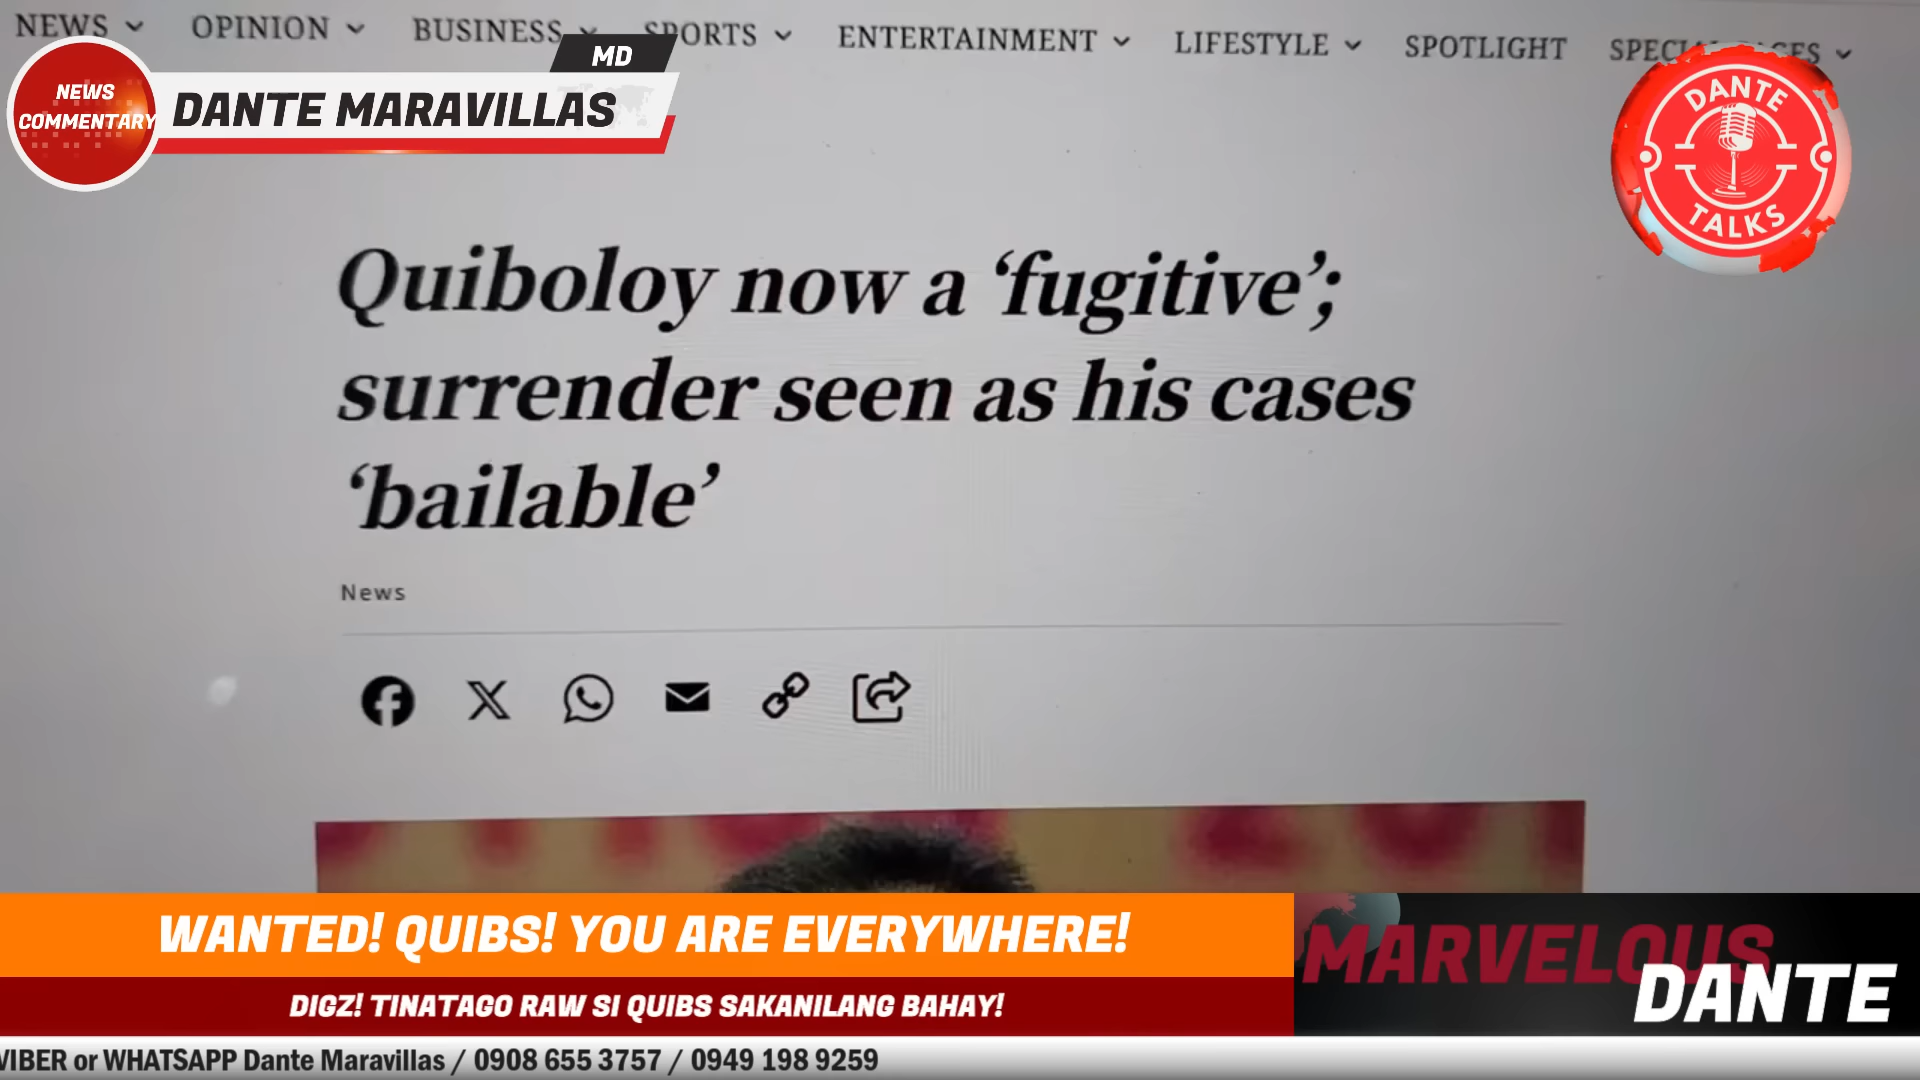 NEWS OPINION BUSINESS SPORTS ENTERTAINMENT LIFESTYLE SPOTLIGHT SPECIAL PAGES
MD
NEWS
COMMENTARY
DANTE MARAVILLAS
DANTE
TALKS
Quiboloy now a ‘fugitive’;
surrender seen as his cases
‘bailable’
News
WANTED! QUIBS! YOU ARE EVERYWHERE!
MARVELOUS
DANTE
DIGZ! TINATAGO RAW SI QUIBS SAKANILANG BAHAY!
VIBER or WHATSAPP Dante Maravillas / 0908 655 3757 / 0949 198 9259